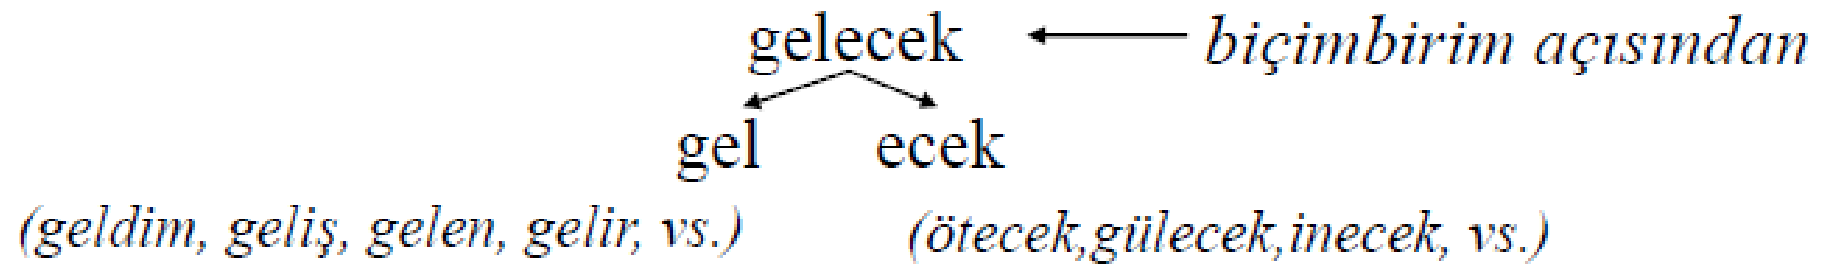 gelecek biçimbirim açısından
gel ecek
(geldim, geliş, gelen, gelir, vs.) (ötecek,gülecek,inecek, vs.)